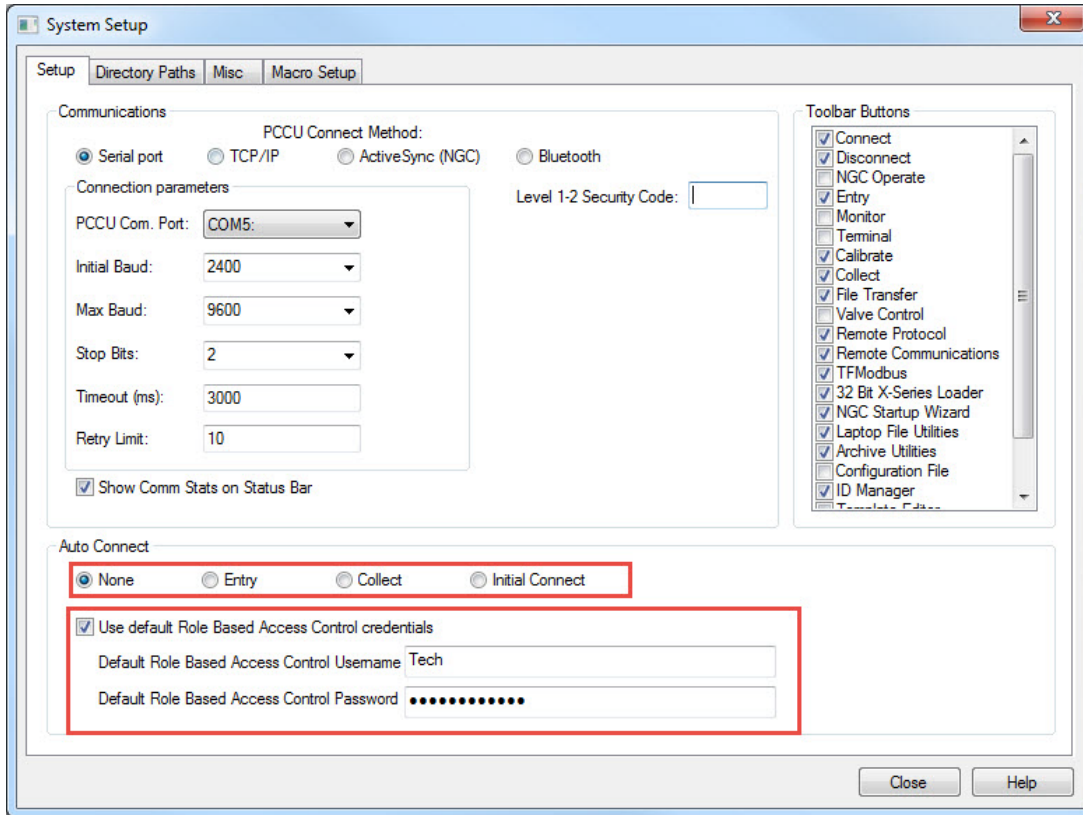 System Setup
Setup Directory Paths Misc Macro Setup
Communications
PCCU Connect Method:
Serial port TCP/IP ActiveSync (NGC) Bluetooth
Connection parameters
Level 1-2 Security Code:
PCCU Com. Port: COM5:
Initial Baud: 2400
Max Baud: 9600
Stop Bits: 2
Timeout (ms): 3000
Retry Limit: 10
Show Comm Stats on Status Bar
Toolbar Buttons
Connect
Disconnect
NGC Operate
Entry
Monitor
Terminal
Calibrate
Collect
File Transfer
Valve Control
Remote Protocol
Remote Communications
TFModbus
32 Bit X-Series Loader
NGC Startup Wizard
Laptop File Utilities
Archive Utilities
Configuration File
ID Manager
Template Editor
Auto Connect
None Entry Collect Initial Connect
Use default Role Based Access Control credentials
Default Role Based Access Control Username Tech
Default Role Based Access Control Password ••••••••••••
Close Help